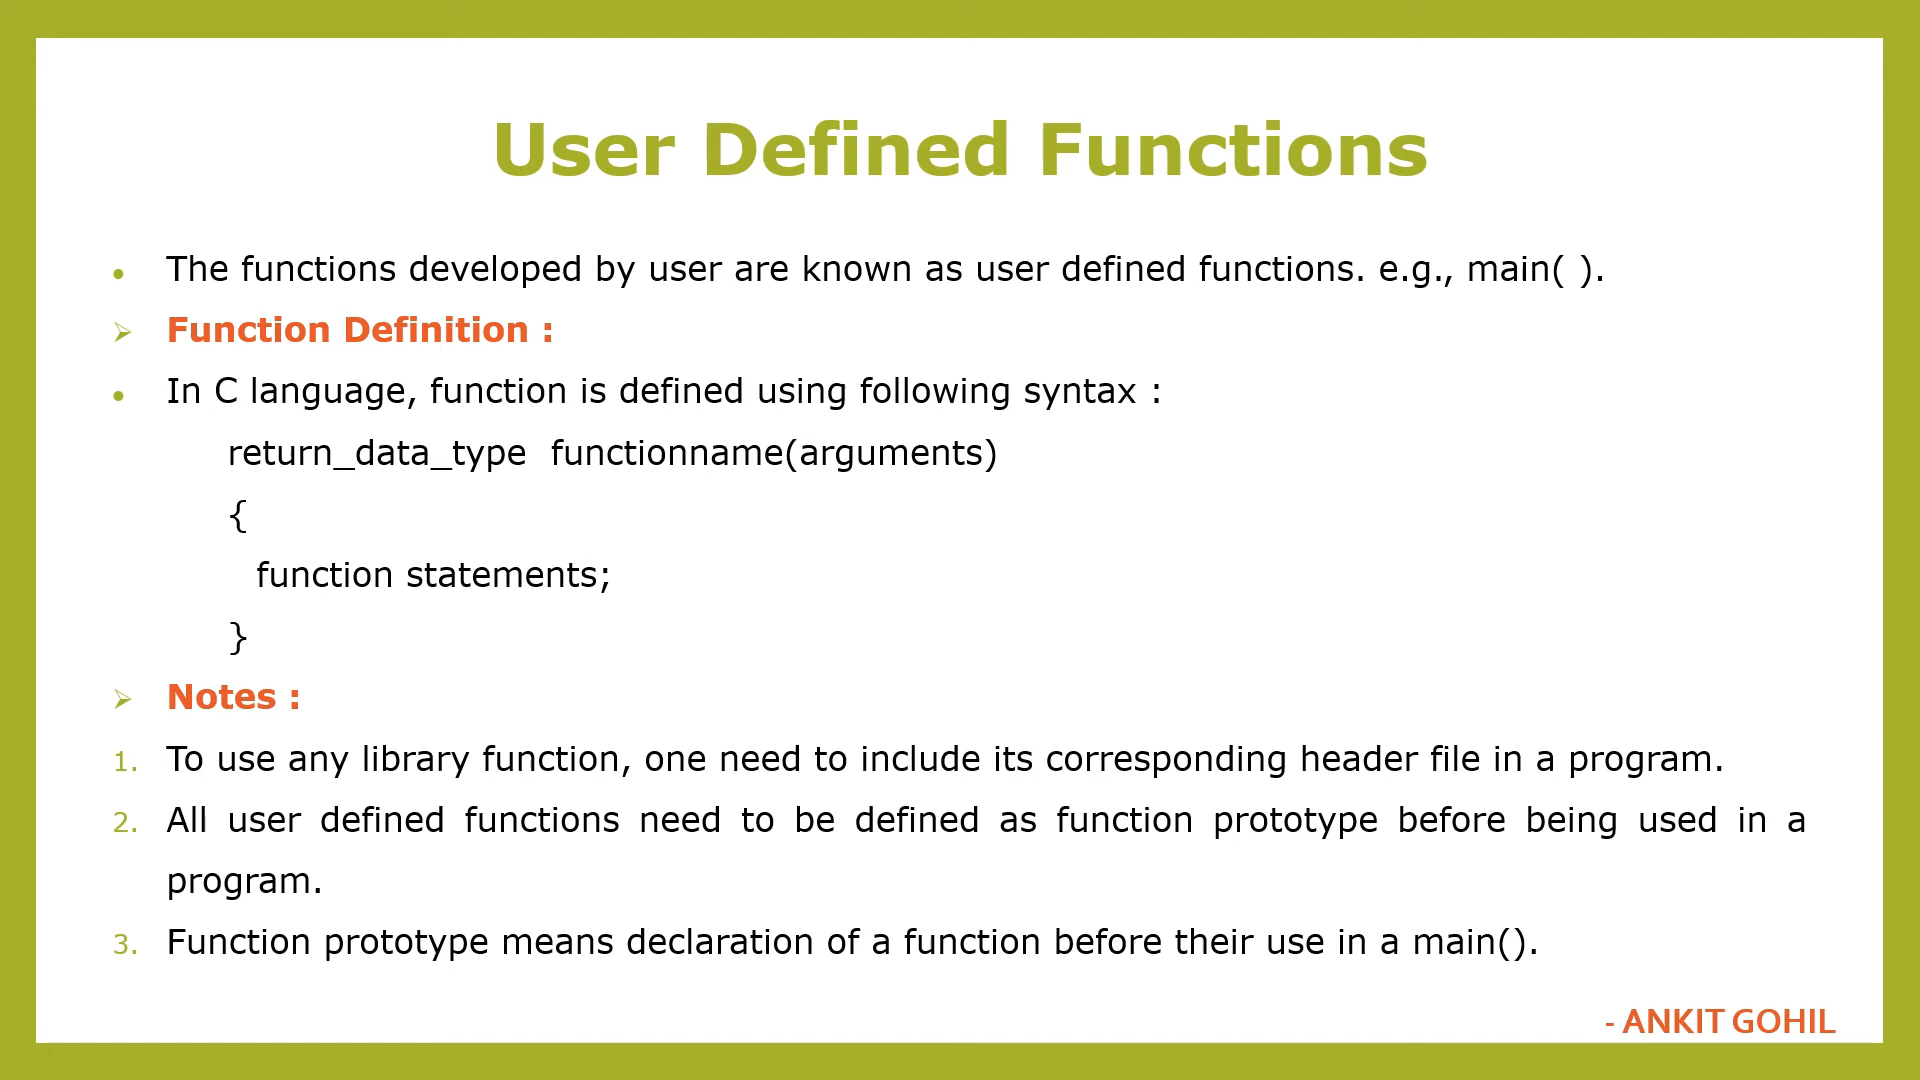 User Defined Functions
• The functions developed by user are known as user defined functions. e.g., main( ).
➢ Function Definition :
• In C language, function is defined using following syntax :
return_data_type  functionname(arguments)
{
function statements;
}
➢ Notes :
1. To use any library function, one need to include its corresponding header file in a program.
2. All user defined functions need to be defined as function prototype before being used in a
program.
3. Function prototype means declaration of a function before their use in a main().
- ANKIT GOHIL